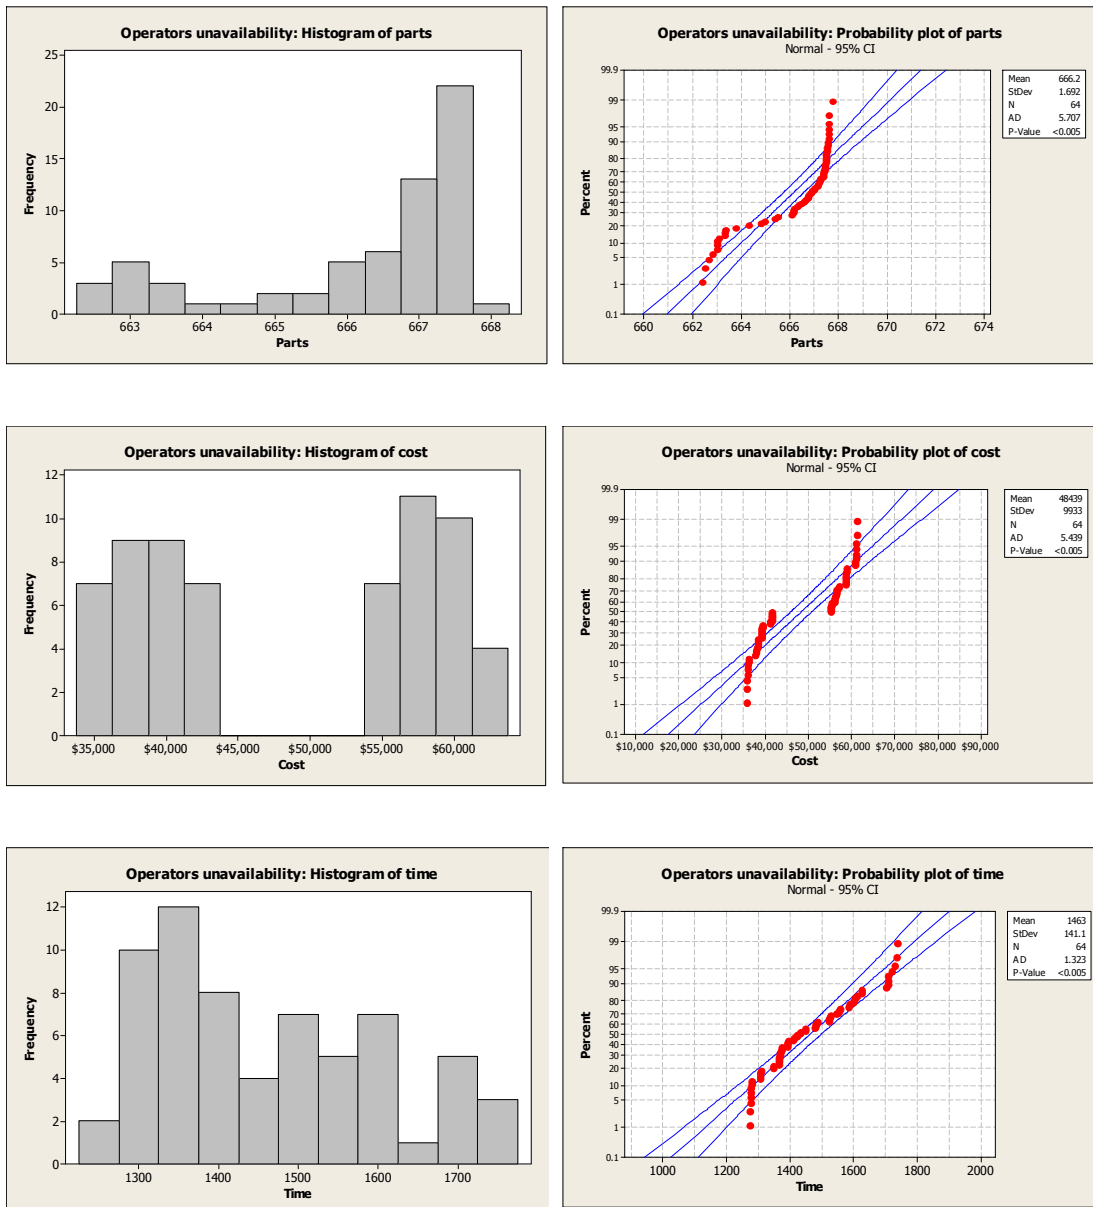 Operators unavailability: Histogram of parts
25
20
15
10
5
0
Frequency
663 664 665 666 667 668
Parts
Operators unavailability: Probability plot of parts
Normal - 95% CI
99.9
99
95
90
80
70
60
50
40
30
20
10
5
1
0.1
Percent
660 662 664 666 668 670 672 674
Parts
Mean 666.2
StDev 1.692
N 64
AD 5.707
P-Value <0.005
Operators unavailability: Histogram of cost
12
10
8
6
4
2
0
Frequency
$35,000 $40,000 $45,000 $50,000 $55,000 $60,000
Cost
Operators unavailability: Probability plot of cost
Normal - 95% CI
99.9
99
95
90
80
70
60
50
40
30
20
10
5
1
0.1
Percent
$10,000 $20,000 $30,000 $40,000 $50,000 $60,000 $70,000 $80,000 $90,000
Cost
Mean 48439
StDev 9933
N 64
AD 5.439
P-Value <0.005
Operators unavailability: Histogram of time
12
10
8
6
4
2
0
Frequency
1300 1400 1500 1600 1700
Time
Operators unavailability: Probability plot of time
Normal - 95% CI
99.9
99
95
90
80
70
60
50
40
30
20
10
5
1
0.1
Percent
1000 1200 1400 1600 1800 2000
Time
Mean 1463
StDev 141.1
N 64
AD 1.323
P-Value <0.005